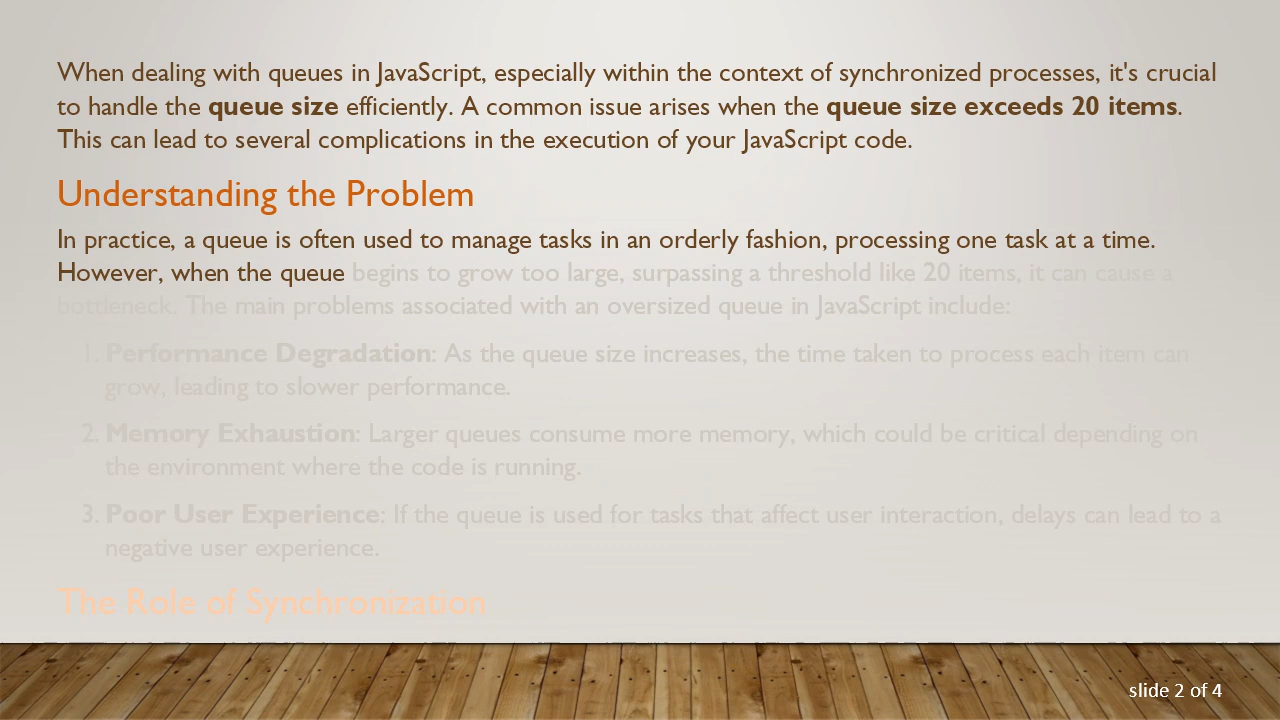 When dealing with queues in JavaScript, especially within the context of synchronized processes, it's crucial
to handle the queue size efficiently. A common issue arises when the queue size exceeds 20 items.
This can lead to several complications in the execution of your JavaScript code.
Understanding the Problem
In practice, a queue is often used to manage tasks in an orderly fashion, processing one task at a time.
However, when the queue begins to grow too large, surpassing a threshold like 20 items, it can cause a
bottleneck. The main problems associated with an oversized queue in JavaScript include:
1. Performance Degradation: As the queue size increases, the time taken to process each item can
grow, leading to slower performance.
2. Memory Exhaustion: Larger queues consume more memory, which could be critical depending on
the environment where the code is running.
3. Poor User Experience: If the queue is used for tasks that affect user interaction, delays can lead to a
negative user experience.
The Role of Synchronization
slide 2 of 4